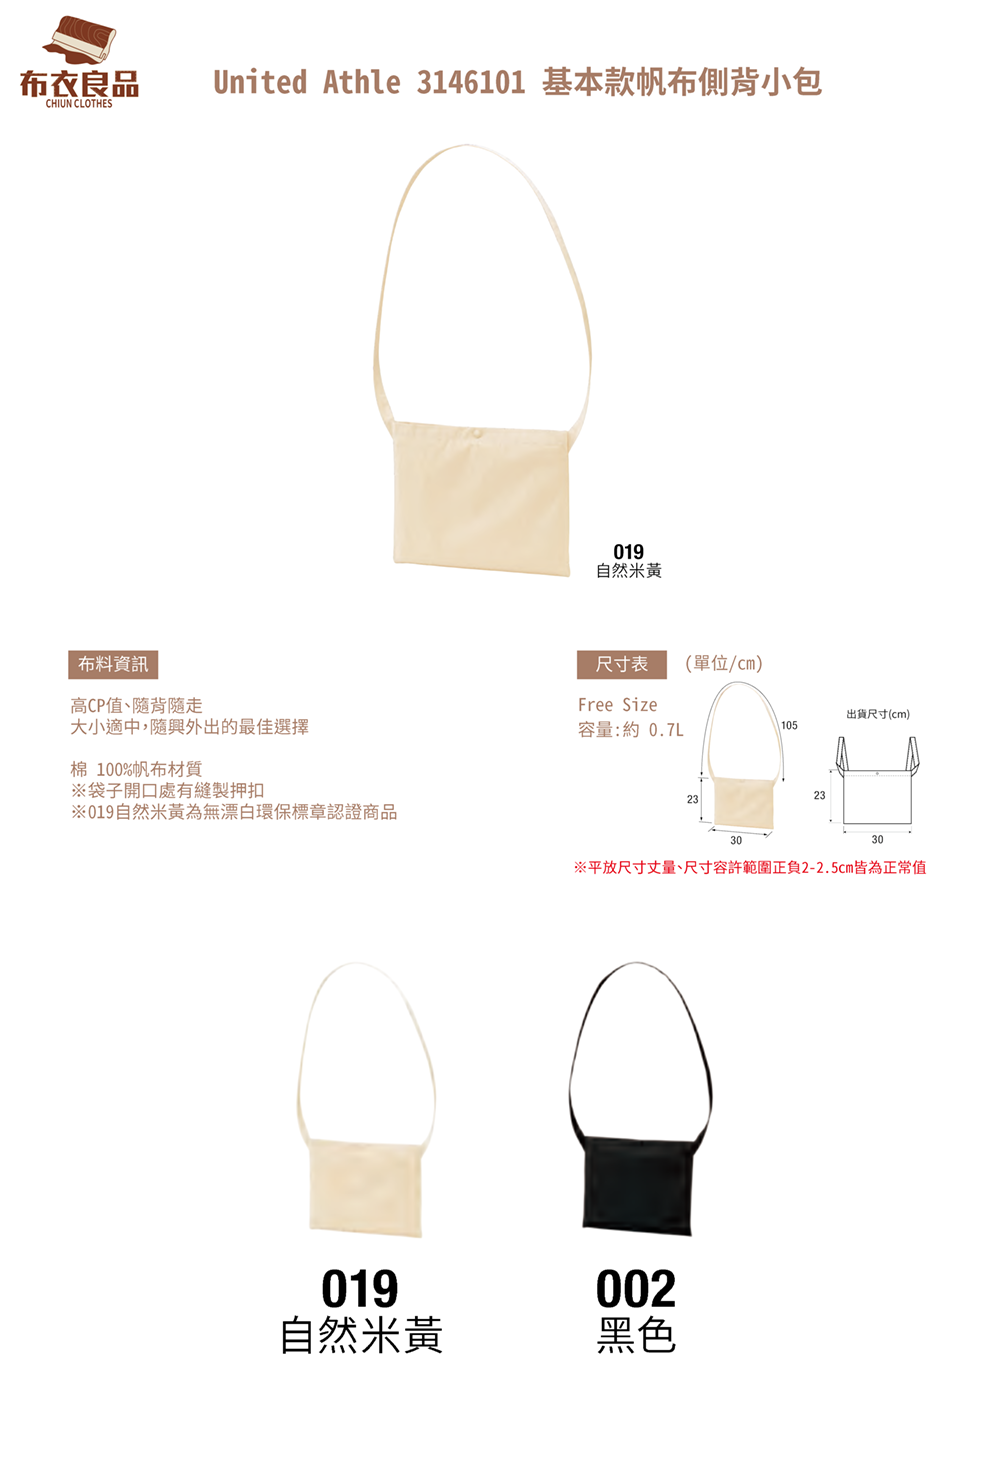 布衣良品
CHIUN CLOTHES
United Athle 3146101 基本款帆布側背小包
019
自然米黃
布料資訊
高CP值、隨背隨走
大小適中，隨興外出的最佳選擇
棉 100%帆布材質
※袋子開口處有縫製押扣
※019自然米黃為無漂白環保標章認證商品
尺寸表 (單位/cm)
Free Size
容量:約 0.7L
105
23
30
出貨尺寸(cm)
23
30
※平放尺寸丈量、尺寸容許範圍正負2-2.5cm皆為正常值
019
自然米黃
002
黑色